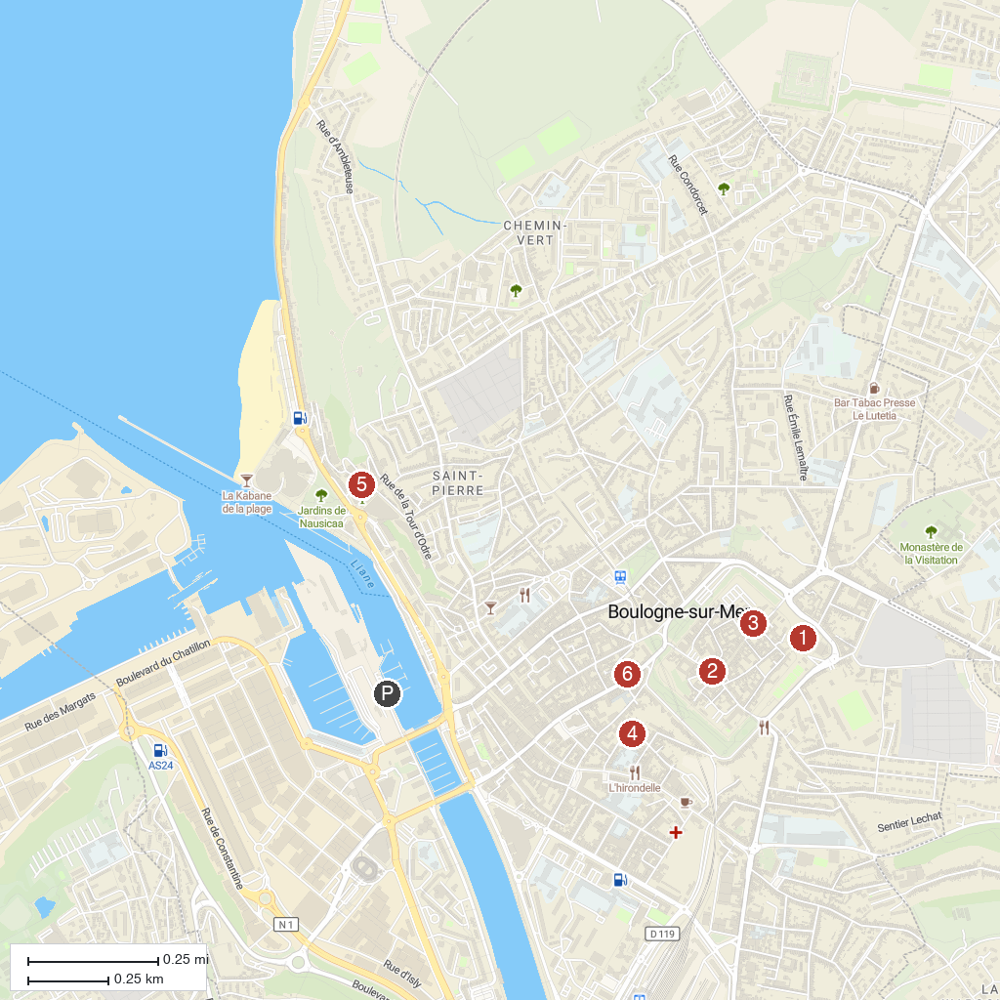 Rue d'Ambleteuse
Rue Condorcet
CHEMIN-
VERT
Bar Tabac Presse
Le Lutetia
Rue Émile Lemaître
SAINT-
PIERRE
5
Rue de la Tour d'Odre
La Kabane
de la plage
Jardins de
Nausicaa
Monastère de
la Visitation
Liane
Boulogne-sur-Mer
3
1
2
6
4
P
Boulevard du Chatillon
Rue des Margats
AS24
L'hirondelle
Sentier Lechat
Rue de Constantine
N 1
D 119
0.25 mi
0.25 km
Rue d'Isly
Boulevar
LA